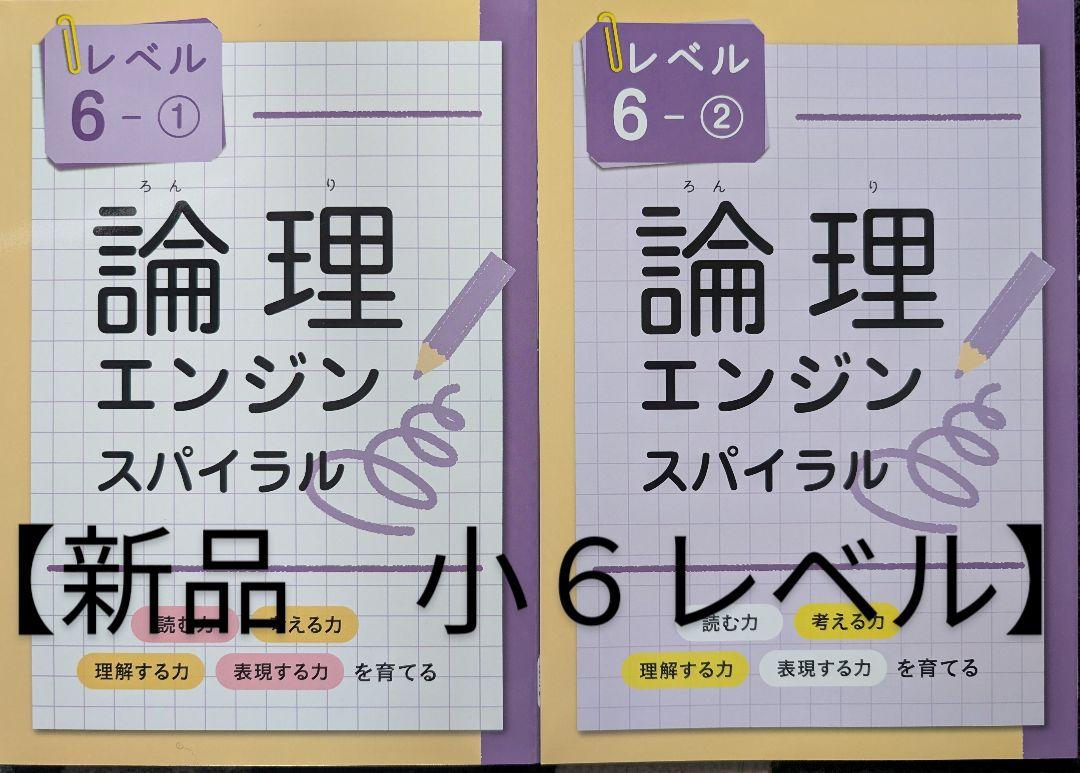 レベル
6-①
ろんり
論理
エンジン
スパイラル
読む力 考える力
理解する力 表現する力 を育てる
レベル
6-②
ろんり
論理
エンジン
スパイラル
読む力 考える力
理解する力 表現する力 を育てる
【新品　小６レベル】